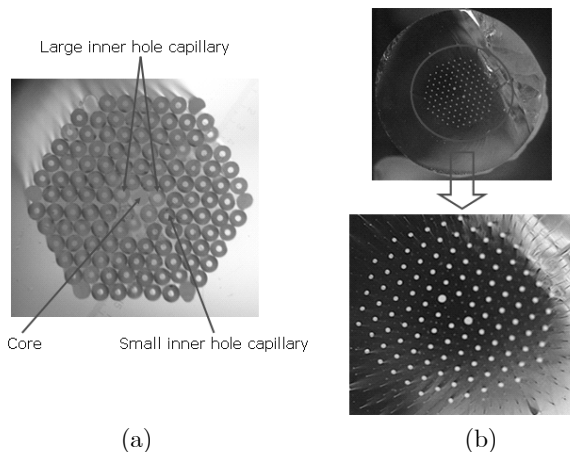 Large inner hole capillary
Core
Small inner hole capillary
(a)
(b)